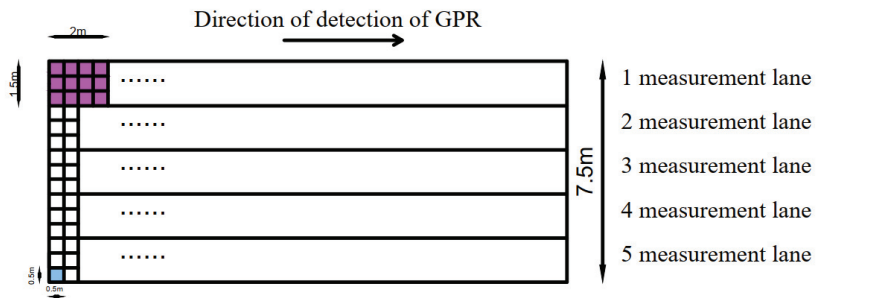 Direction of detection of GPR
2m
1.5m
......
1 measurement lane
......
2 measurement lane
......
3 measurement lane
7.5m
......
4 measurement lane
......
5 measurement lane
0.5m
0.5m